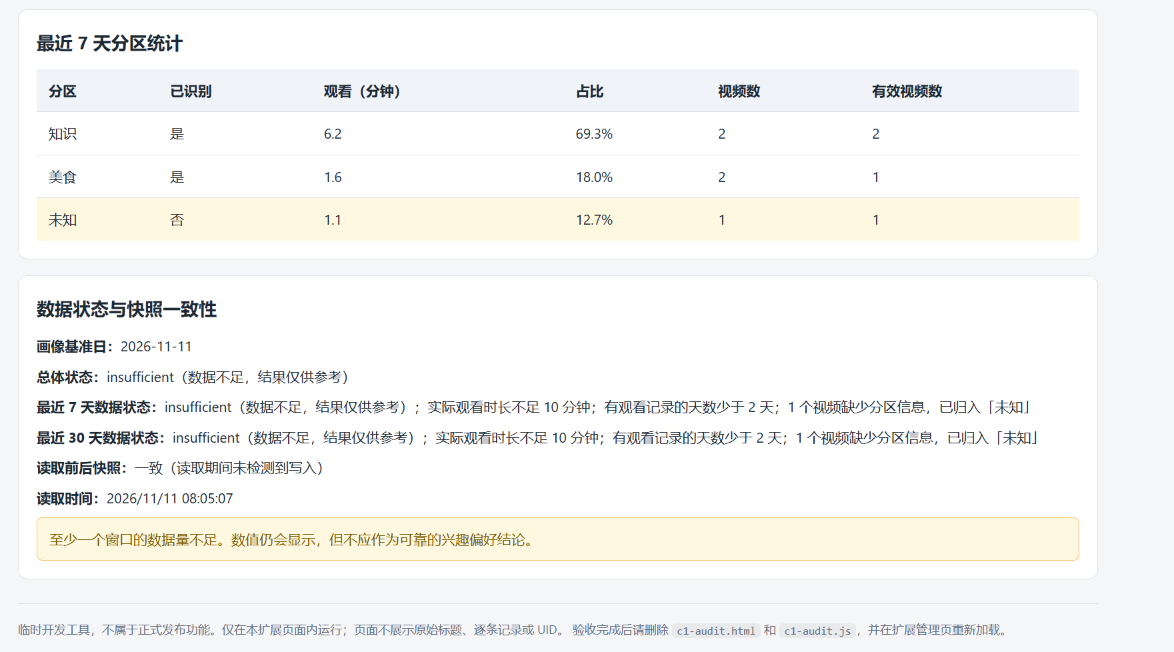 最近 7 天分区统计
分区 已识别 观看（分钟） 占比 视频数 有效视频数
知识 是 6.2 69.3% 2 2
美食 是 1.6 18.0% 2 1
未知 否 1.1 12.7% 1 1
数据状态与快照一致性
画像基准日：2026-11-11
总体状态：insufficient（数据不足，结果仅供参考）
最近 7 天数据状态：insufficient（数据不足，结果仅供参考）；实际观看时长不足 10 分钟；有观看记录的天数少于 2 天；1 个视频缺少分区信息，已归入「未知」
最近 30 天数据状态：insufficient（数据不足，结果仅供参考）；实际观看时长不足 10 分钟；有观看记录的天数少于 2 天；1 个视频缺少分区信息，已归入「未知」
读取前后快照：一致（读取期间未检测到写入）
读取时间：2026/11/11 08:05:07
至少一个窗口的数据量不足。数值仍会显示，但不应作为可靠的兴趣偏好结论。
临时开发工具，不属于正式发布功能。仅在本扩展页面内运行；页面不展示原始标题、逐条记录或 UID。 验收完成后请删除 c1-audit.html 和 c1-audit.js，并在扩展管理页重新加载。